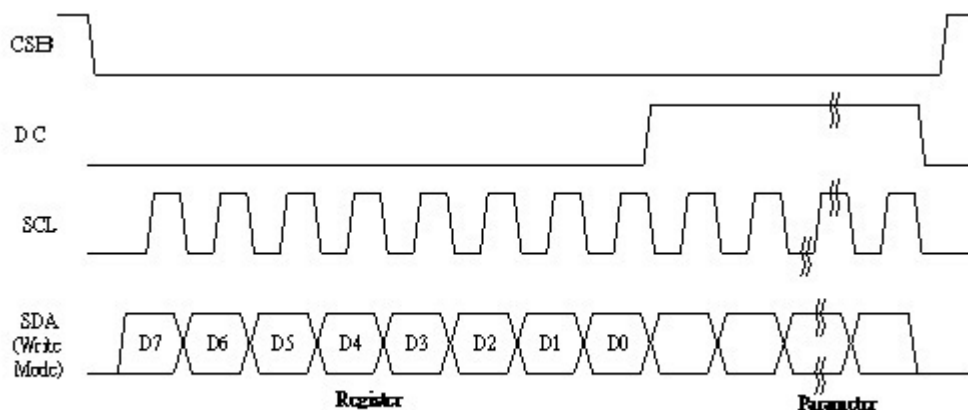 CSB
DC
SCL
SDA
(Write
Mode)
D7 D6 D5 D4 D3 D2 D1 D0
Register Parameter